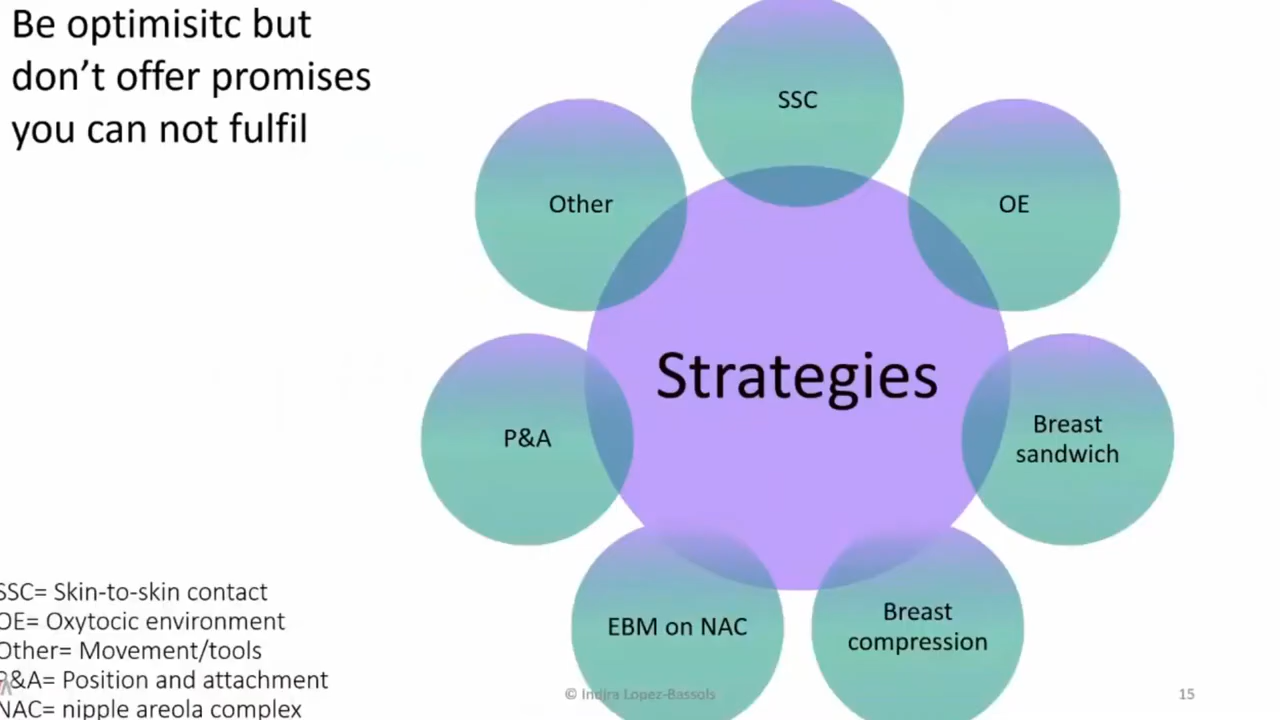 Be optimisitc but
don't offer promises
you can not fulfil
SSC
Other
OE
Strategies
P&A
Breast
sandwich
EBM on NAC
Breast
compression
SSC= Skin-to-skin contact
OE= Oxytocic environment
Other= Movement/tools
P&A= Position and attachment
NAC= nipple areola complex
© Indira Lopez-Bassols
15